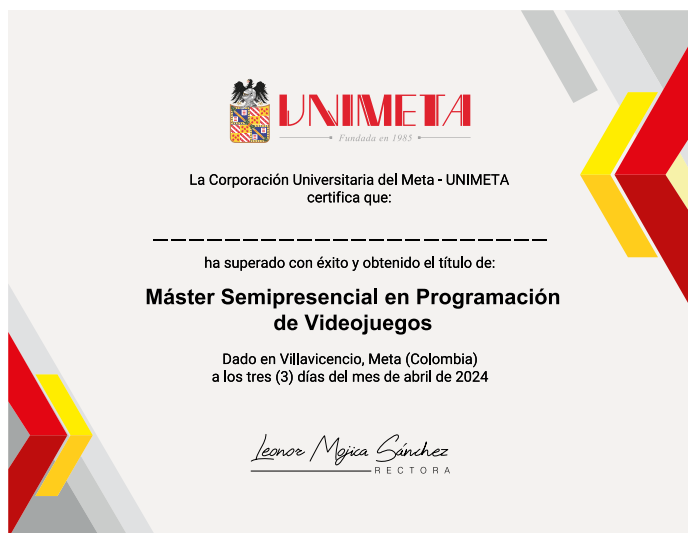 UNIMETA
Fundada en 1985
La Corporación Universitaria del Meta - UNIMETA
certifica que:
ha superado con éxito y obtenido el título de:
Máster Semipresencial en Programación
de Videojuegos
Dado en Villavicencio, Meta (Colombia)
a los tres (3) días del mes de abril de 2024
Leonor Mojica Sánchez
RECTORA